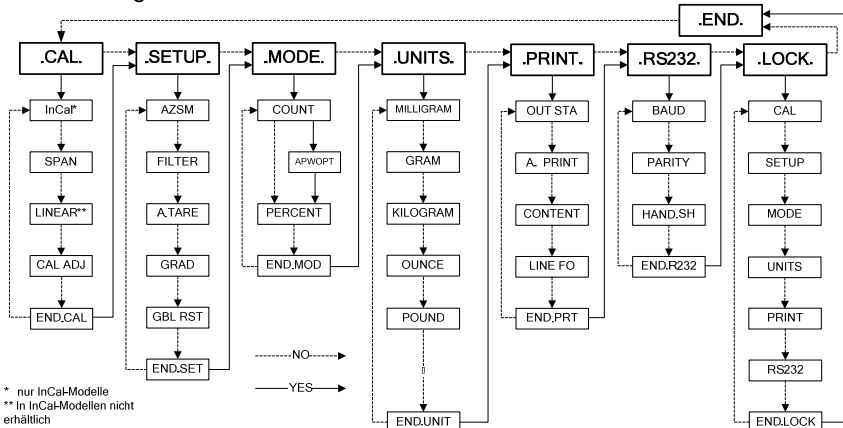 .END.
.CAL.
.SETUP.
.MODE.
.UNITS.
.PRINT.
.RS232.
.LOCK.
InCal*
SPAN
LINEAR**
CAL ADJ
END.CAL
AZSM
FILTER
A.TARE
GRAD
GBL RST
END.SET
COUNT
APWOPT
PERCENT
END.MOD
MILLIGRAM
GRAM
KILOGRAM
OUNCE
POUND
END.UNIT
OUT STA
A. PRINT
CONTENT
LINE FO
END.PRT
BAUD
PARITY
HAND.SH
END.R232
CAL
SETUP
MODE
UNITS
PRINT
RS232
END.LOCK
NO
YES
* nur InCal-Modelle
** In InCal-Modellen nicht
erhältlich